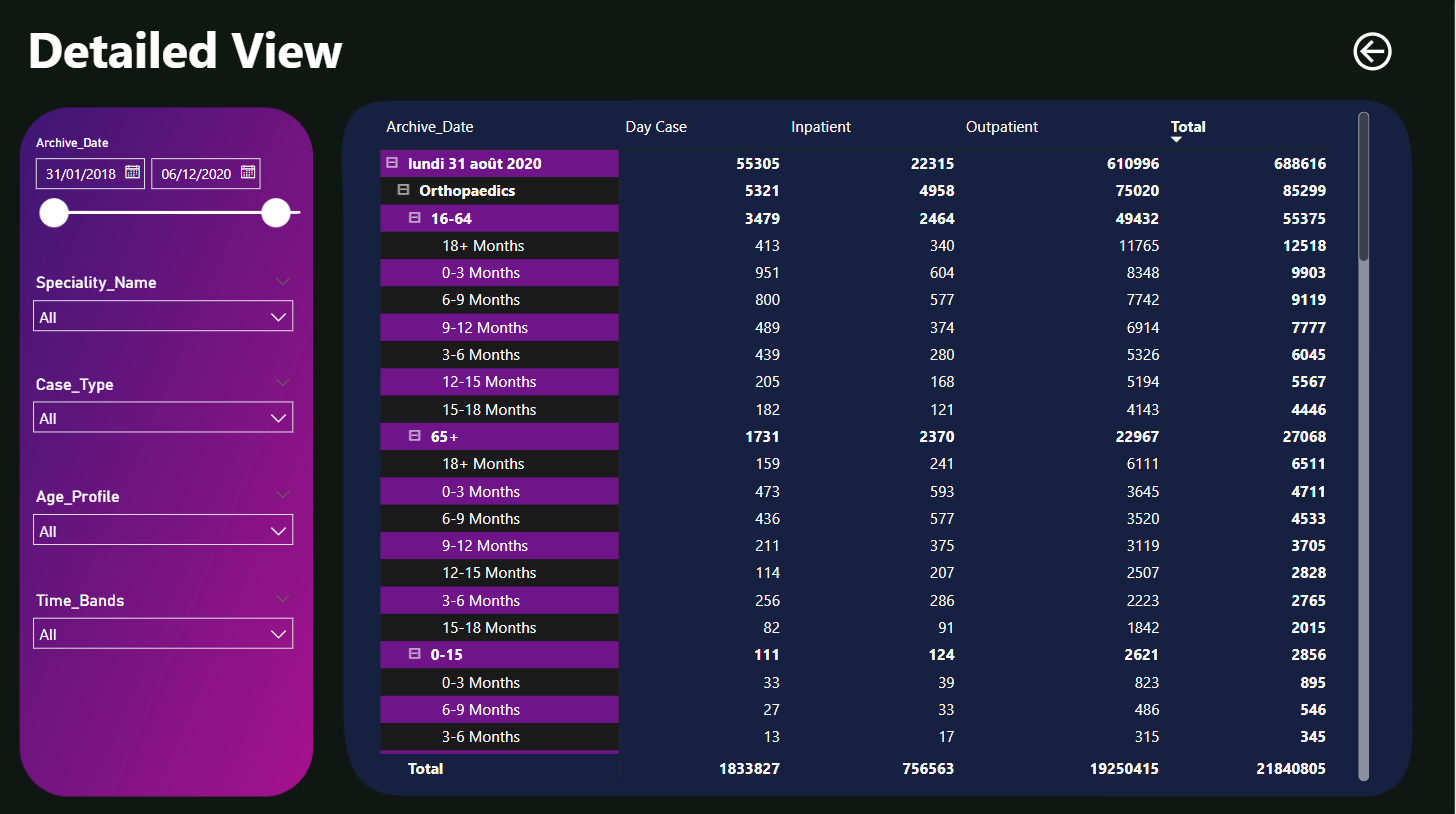 Detailed View
Archive_Date
31/01/2018 06/12/2020
Speciality_Name
All
Case_Type
All
Age_Profile
All
Time_Bands
All
Archive_Date Day Case Inpatient Outpatient Total
lundi 31 août 2020 55305 22315 610996 688616
Orthopaedics 5321 4958 75020 85299
16-64 3479 2464 49432 55375
18+ Months 413 340 11765 12518
0-3 Months 951 604 8348 9903
6-9 Months 800 577 7742 9119
9-12 Months 489 374 6914 7777
3-6 Months 439 280 5326 6045
12-15 Months 205 168 5194 5567
15-18 Months 182 121 4143 4446
65+ 1731 2370 22967 27068
18+ Months 159 241 6111 6511
0-3 Months 473 593 3645 4711
6-9 Months 436 577 3520 4533
9-12 Months 211 375 3119 3705
12-15 Months 114 207 2507 2828
3-6 Months 256 286 2223 2765
15-18 Months 82 91 1842 2015
0-15 111 124 2621 2856
0-3 Months 33 39 823 895
6-9 Months 27 33 486 546
3-6 Months 13 17 315 345
Total 1833827 756563 19250415 21840805